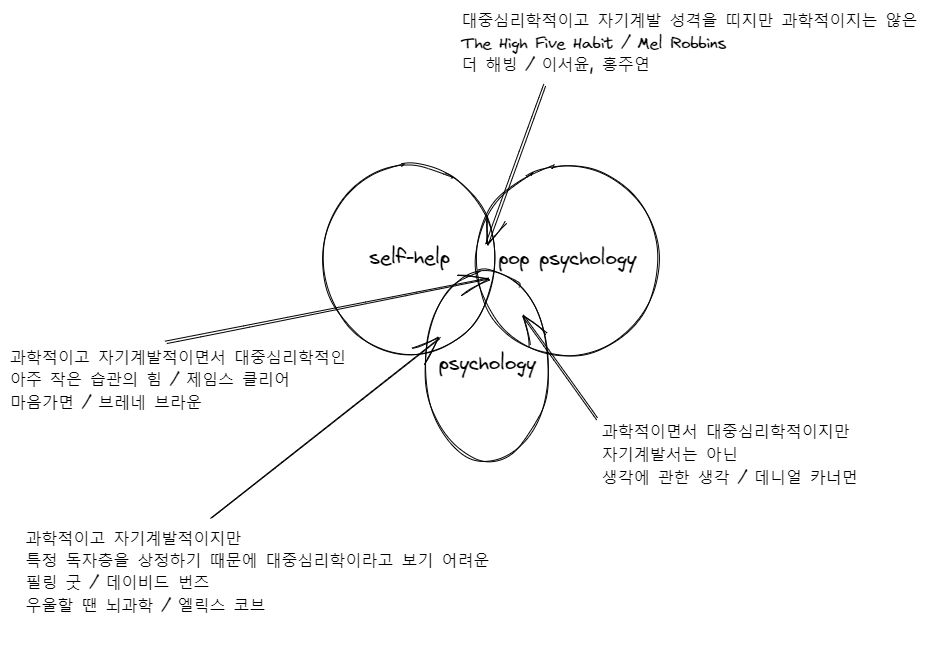 대중심리학적이고 자기계발 성격을 띠지만 과학적이지는 않은
The High Five Habit / Mel Robbins
더 해빙 / 이서윤, 홍주연
self-help
pop psychology
과학적이고 자기계발적이면서 대중심리학적인
아주 작은 습관의 힘 / 제임스 클리어
마음가면 / 브레네 브라운
psychology
과학적이면서 대중심리학적이지만
자기계발서는 아닌
생각에 관한 생각 / 데니얼 카너먼
과학적이고 자기계발적이지만
특정 독자층을 상정하기 때문에 대중심리학이라고 보기 어려운
필링 굿 / 데이비드 번즈
우울할 땐 뇌과학 / 엘릭스 코브